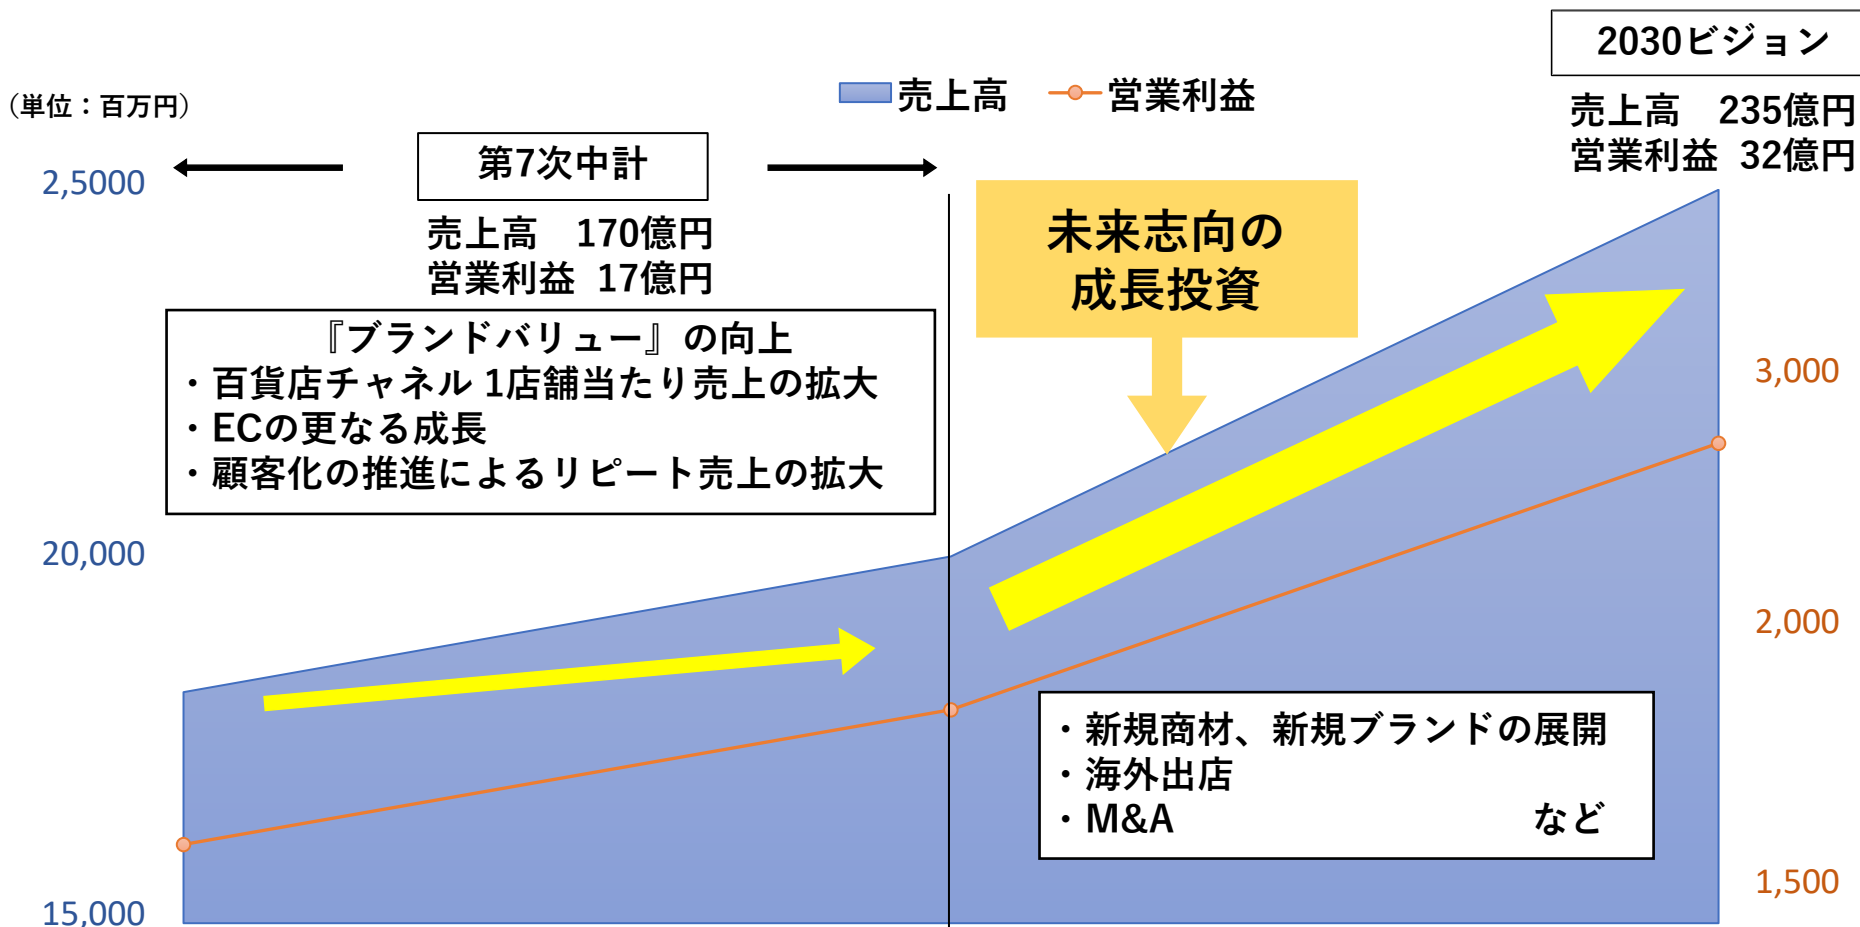 2030ビジョン
売上高 235億円
営業利益 32億円
(単位：百万円)
売上高 営業利益
第7次中計
売上高 170億円
営業利益 17億円
『ブランドバリュー』の向上
・百貨店チャネル 1店舗当たり売上の拡大
・ECの更なる成長
・顧客化の推進によるリピート売上の拡大
未来志向の
成長投資
・新規商材、新規ブランドの展開
・海外出店
・M&A など
2,5000
20,000
15,000
3,000
2,000
1,500